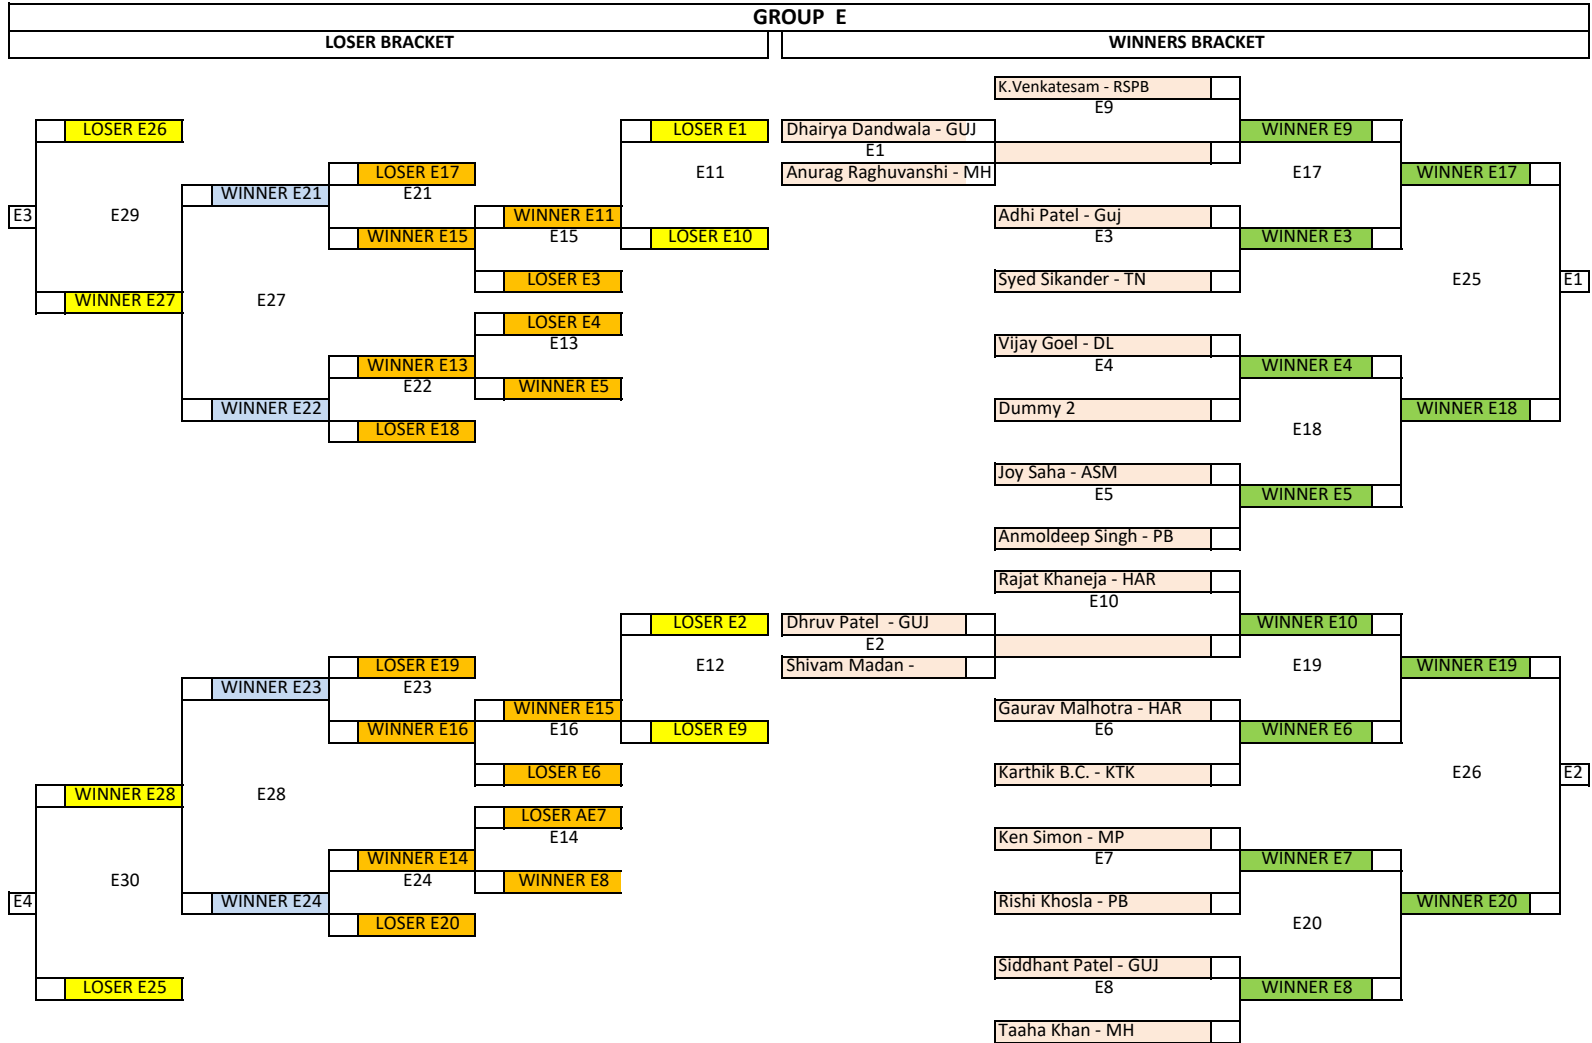 GROUP E
LOSER BRACKET WINNERS BRACKET
K.Venkatesam - RSPB
E9
LOSER E26 LOSER E1 Dhairya Dandwala - GUJ WINNER E9
E1
LOSER E17 E11 Anurag Raghuvanshi - MH E17 WINNER E17
WINNER E21 E21
E3 E29 WINNER E11 Adhi Patel - Guj
WINNER E15 E15 LOSER E10 E3 WINNER E3
LOSER E3 Syed Sikander - TN E25 E1
WINNER E27 E27
LOSER E4
E13 Vijay Goel - DL
WINNER E13 E4 WINNER E4
E22 WINNER E5
WINNER E22 Dummy 2 WINNER E18
LOSER E18 E18
Joy Saha - ASM
E5 WINNER E5
Anmoldeep Singh - PB
Rajat Khaneja - HAR
E10
LOSER E2 Dhruv Patel - GUJ WINNER E10
E2
LOSER E19 E12 Shivam Madan - E19 WINNER E19
WINNER E23 E23
WINNER E15 Gaurav Malhotra - HAR
WINNER E16 E16 LOSER E9 E6 WINNER E6
LOSER E6 Karthik B.C. - KTK E26 E2
WINNER E28 E28
LOSER AE7
E14 Ken Simon - MP
WINNER E14 E7 WINNER E7
E30 E24 WINNER E8
E4 WINNER E24 Rishi Khosla - PB WINNER E20
LOSER E20 E20
Siddhant Patel - GUJ
LOSER E25 E8 WINNER E8
Taaha Khan - MH